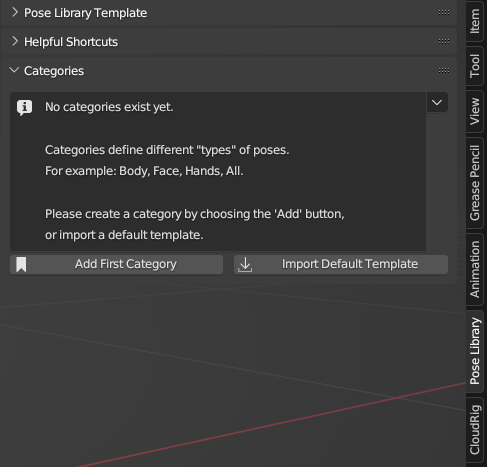 Pose Library Template
Helpful Shortcuts
Categories
No categories exist yet.
Categories define different "types" of poses.
For example: Body, Face, Hands, All.
Please create a category by choosing the 'Add' button,
or import a default template.
Add First Category
Import Default Template
Item
Tool
View
Grease Pencil
Animation
Pose Library
CloudRig